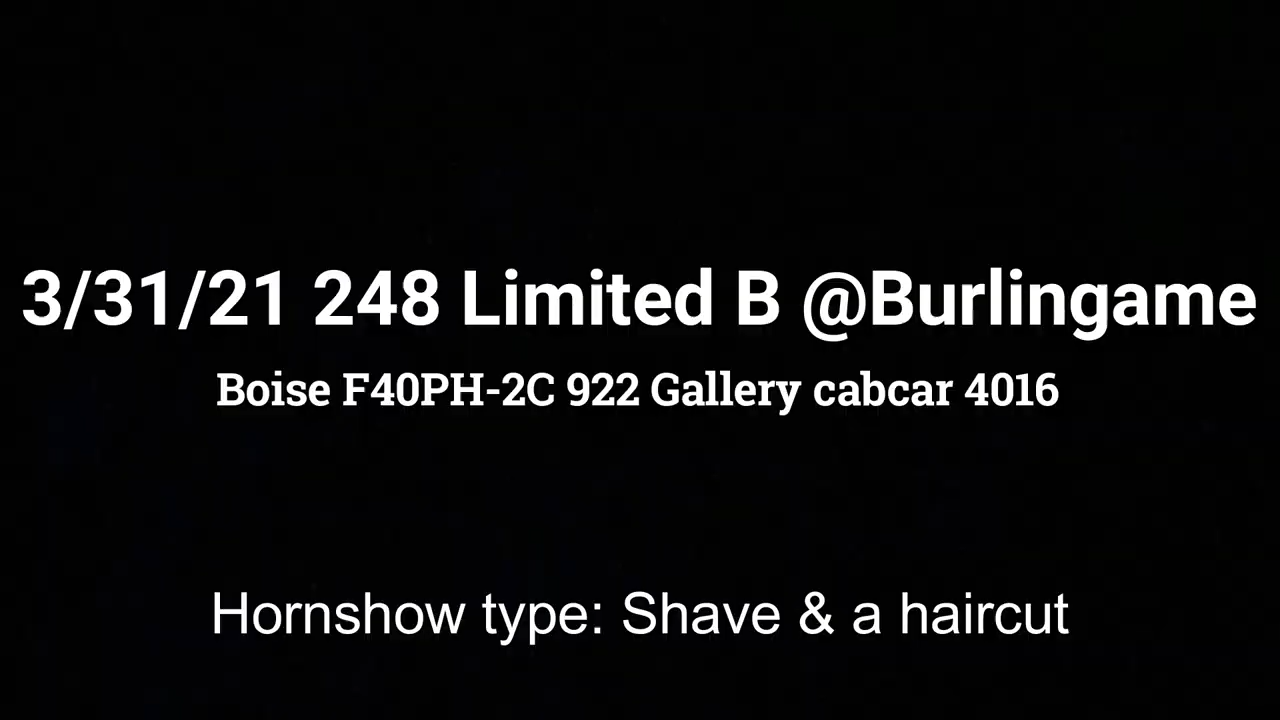 3/31/21 248 Limited B @Burlingame
Boise F40PH-2C 922 Gallery cabcar 4016
Hornshow type: Shave & a haircut